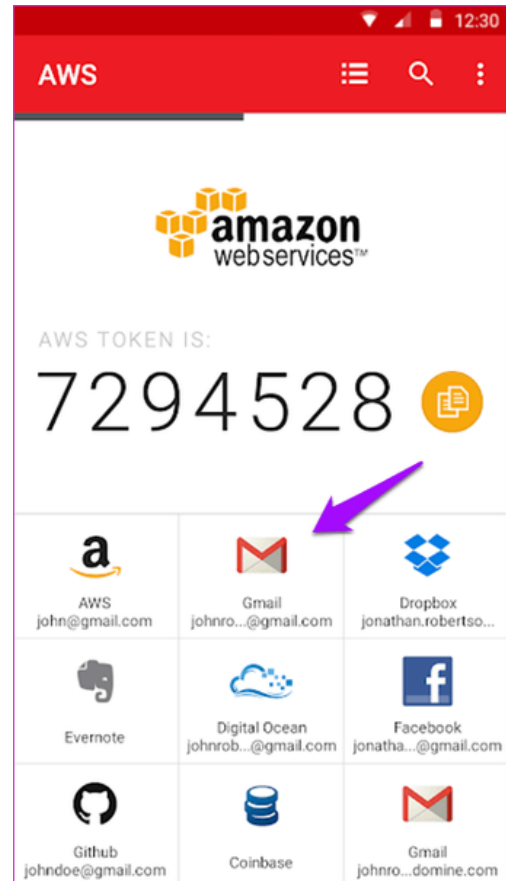 12:30
AWS
amazon
webservices™
AWS TOKEN IS:
7294528
a
AWS
john@gmail.com
Gmail
johnro...@gmail.com
Dropbox
jonathan.robertso...
Evernote
Digital Ocean
johnrob...@gmail.com
f
Facebook
jonatha...@gmail.com
Github
johndoe@gmail.com
Coinbase
Gmail
johnro...domine.com